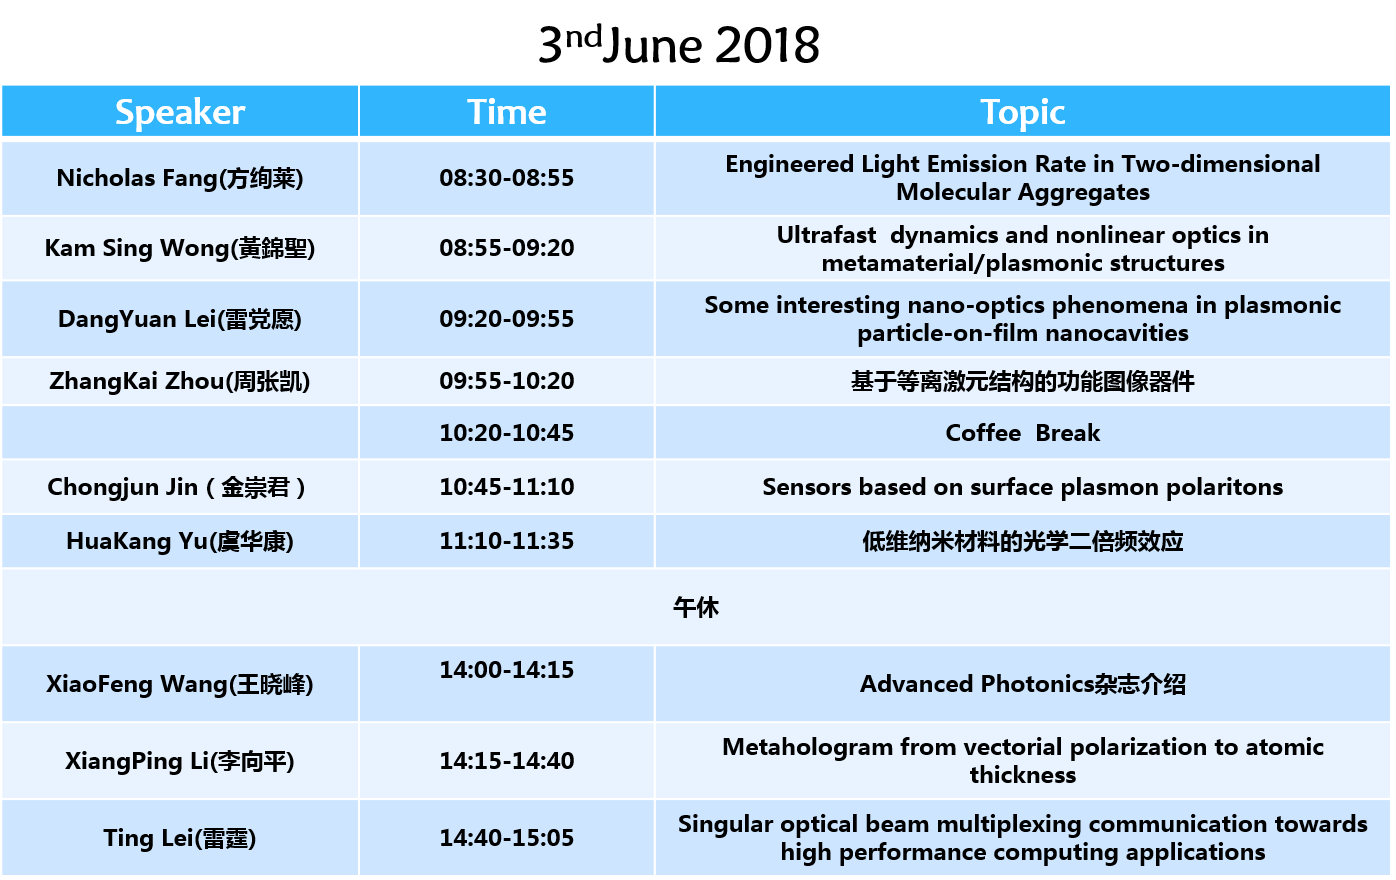 3ndJune 2018
Speaker Time Topic
Nicholas Fang(方绚莱) 08:30-08:55 Engineered Light Emission Rate in Two-dimensional
Molecular Aggregates
Kam Sing Wong(黃錦聖) 08:55-09:20 Ultrafast  dynamics and nonlinear optics in
metamaterial/plasmonic structures
DangYuan Lei(雷党愿) 09:20-09:55 Some interesting nano-optics phenomena in plasmonic
particle-on-film nanocavities
ZhangKai Zhou(周张凯) 09:55-10:20 基于等离激元结构的功能图像器件
10:20-10:45 Coffee  Break
Chongjun Jin ( 金崇君 ) 10:45-11:10 Sensors based on surface plasmon polaritons
HuaKang Yu(虞华康) 11:10-11:35 低维纳米材料的光学二倍频效应
午休
XiaoFeng Wang(王晓峰) 14:00-14:15 Advanced Photonics杂志介绍
XiangPing Li(李向平) 14:15-14:40 Metahologram from vectorial polarization to atomic
thickness
Ting Lei(雷霆) 14:40-15:05 Singular optical beam multiplexing communication towards
high performance computing applications